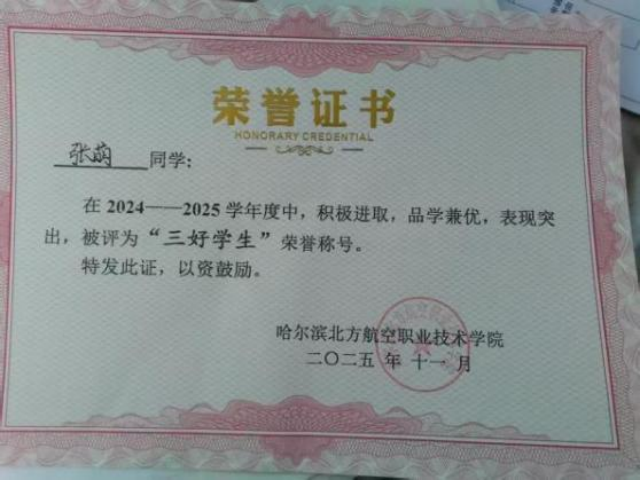 荣誉证书
HONORARY CREDENTIAL
张萌 同学：
在 2024——2025 学年度中，积极进取，品学兼优，表现突
出，被评为“三好学生”荣誉称号。
特发此证，以资鼓励。
哈尔滨北方航空职业技术学院
二〇二五 年 十一 月